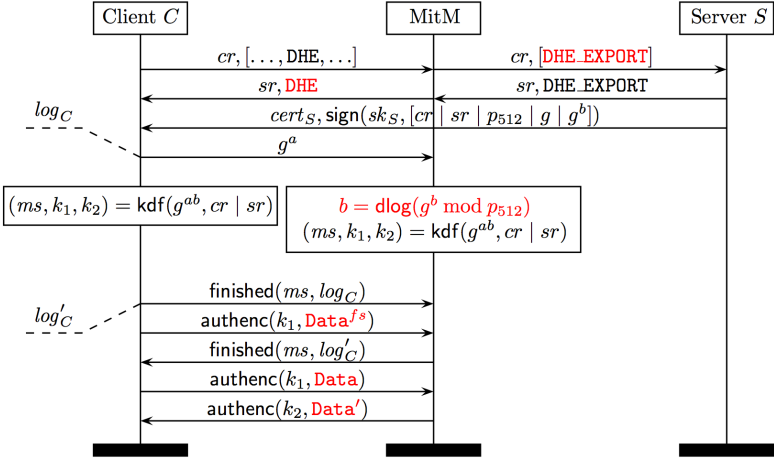 Client C MitM Server S
cr, [..., DHE, ...] cr, [DHE_EXPORT]
sr, DHE sr, DHE_EXPORT
log_C cert_S, sign(sk_S, [cr | sr | p_512 | g | g^b])
g^a
(ms, k_1, k_2) = kdf(g^{ab}, cr | sr) b = dlog(g^b mod p_512)
(ms, k_1, k_2) = kdf(g^{ab}, cr | sr)
finished(ms, log_C)
log'_C authenc(k_1, Data^{fs})
finished(ms, log'_C)
authenc(k_1, Data)
authenc(k_2, Data')